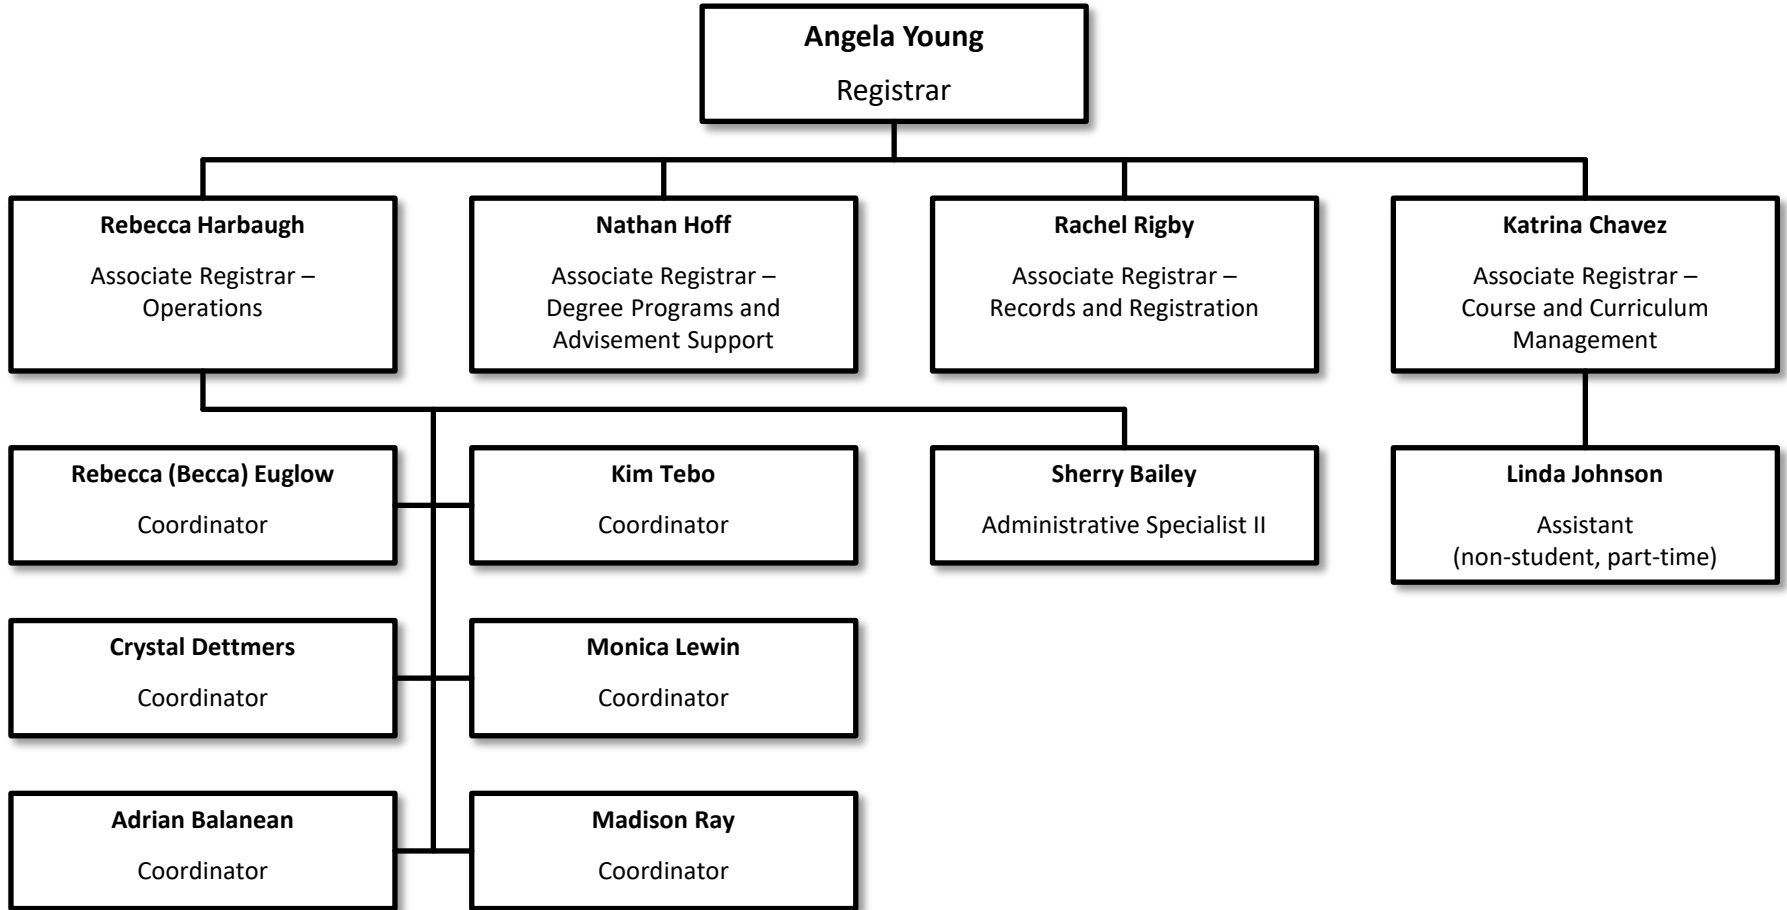 Angela Young
Registrar
Rebecca Harbaugh
Associate Registrar –
Operations
Nathan Hoff
Associate Registrar –
Degree Programs and
Advisement Support
Rachel Rigby
Associate Registrar –
Records and Registration
Katrina Chavez
Associate Registrar –
Course and Curriculum
Management
Rebecca (Becca) Euglow
Coordinator
Kim Tebo
Coordinator
Sherry Bailey
Administrative Specialist II
Linda Johnson
Assistant
(non-student, part-time)
Crystal Dettmers
Coordinator
Monica Lewin
Coordinator
Adrian Balanean
Coordinator
Madison Ray
Coordinator